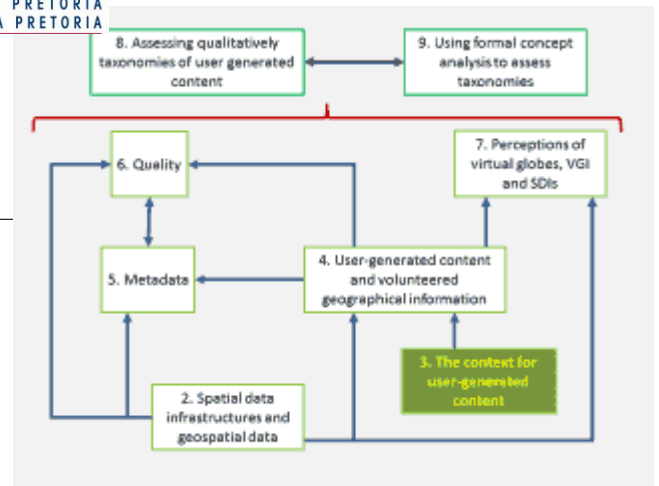 PRETORIA
A PRETORIA
8. Assessing qualitatively
taxonomies of user generated
content
9. Using formal concept
analysis to assess
taxonomies
6. Quality
7. Perceptions of
virtual globes, VGI
and SDIs
5. Metadata
4. User-generated content
and volunteered
geographical information
3. The context for
user-generated
content
2. Spatial data
infrastructures and
geospatial data